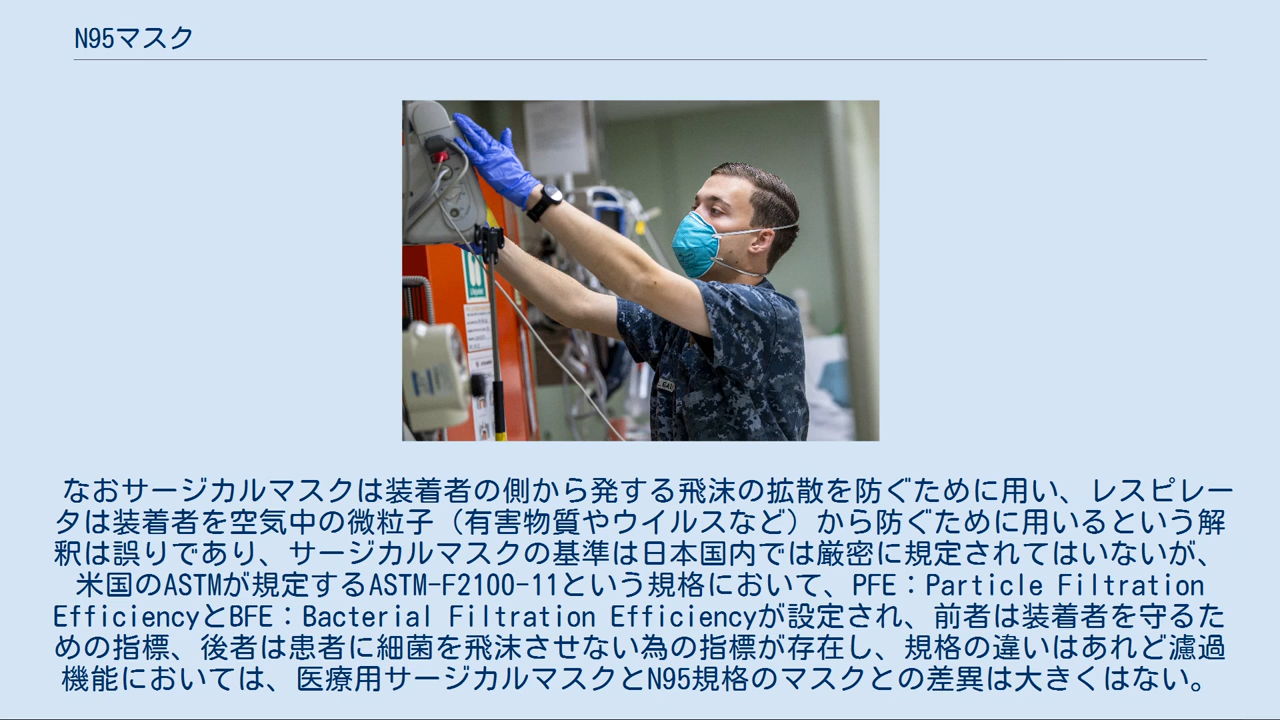 N95マスク
なおサージカルマスクは装着者の側から発する飛沫の拡散を防ぐために用い、レスピレー
タは装着者を空気中の微粒子（有害物質やウイルスなど）から防ぐために用いるという解
釈は誤りであり、サージカルマスクの基準は日本国内では厳密に規定されてはいないが、
米国のASTMが規定するASTM-F2100-11という規格において、PFE：Particle Filtration
EfficiencyとBFE：Bacterial Filtration Efficiencyが設定され、前者は装着者を守るた
めの指標、後者は患者に細菌を飛沫させない為の指標が存在し、規格の違いはあれど濾過
機能においては、医療用サージカルマスクとN95規格のマスクとの差異は大きくはない。